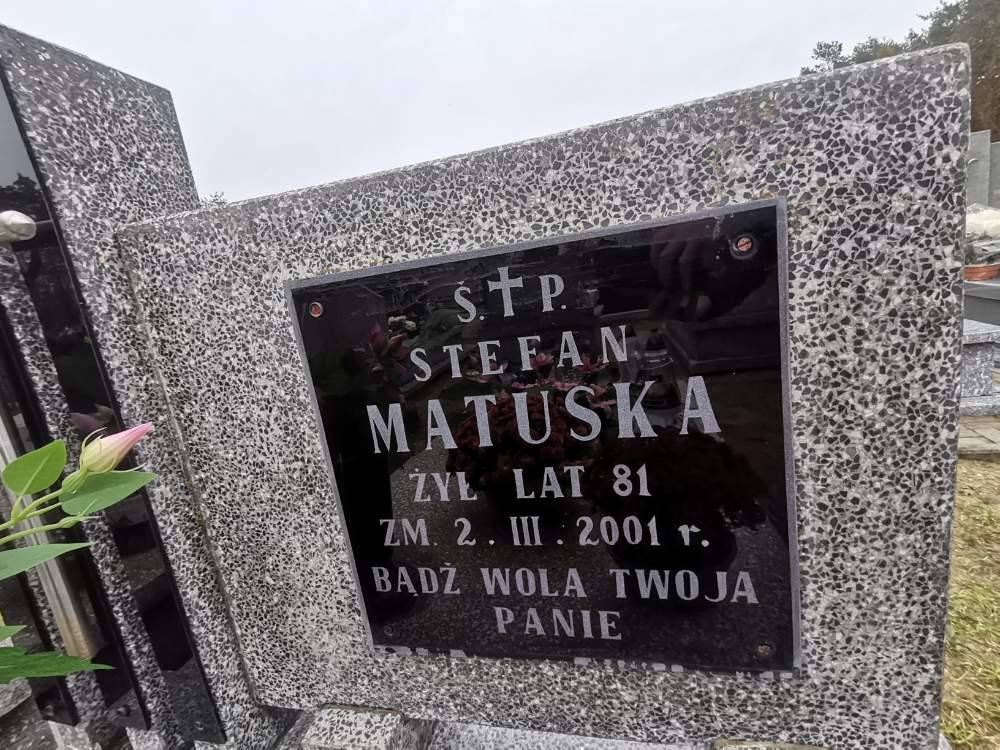 Ś.✝P.
STEFAN
MATUSKA
ŻYŁ LAT 81
ZM. 2. III. 2001 r.
BĄDŹ WOLA TWOJA
PANIE